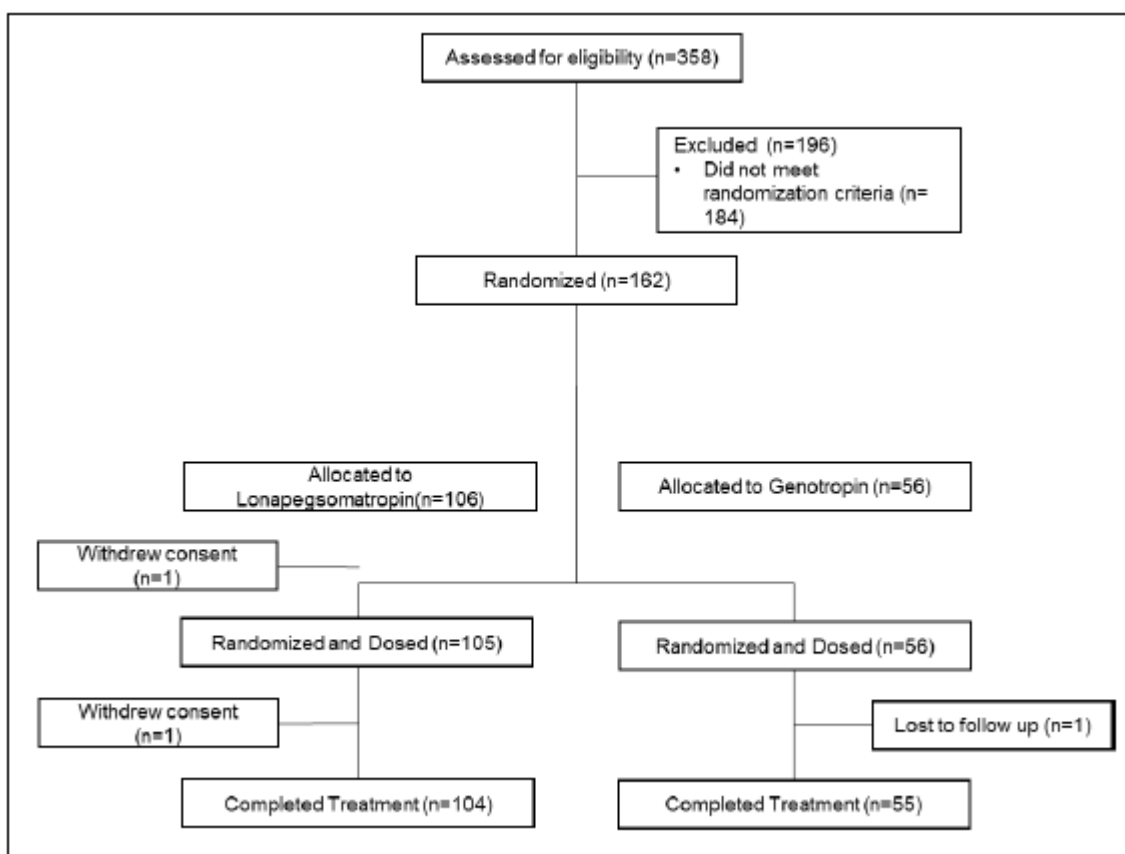 Assessed for eligibility (n=358)
Excluded (n=196)
• Did not meet
randomization criteria (n=
184)
Randomized (n=162)
Allocated to
Lonapegsomatropin(n=106)
Allocated to Genotropin (n=56)
Withdrew consent
(n=1)
Randomized and Dosed (n=105)
Randomized and Dosed (n=56)
Withdrew consent
(n=1)
Lost to follow up (n=1)
Completed Treatment (n=104)
Completed Treatment (n=55)